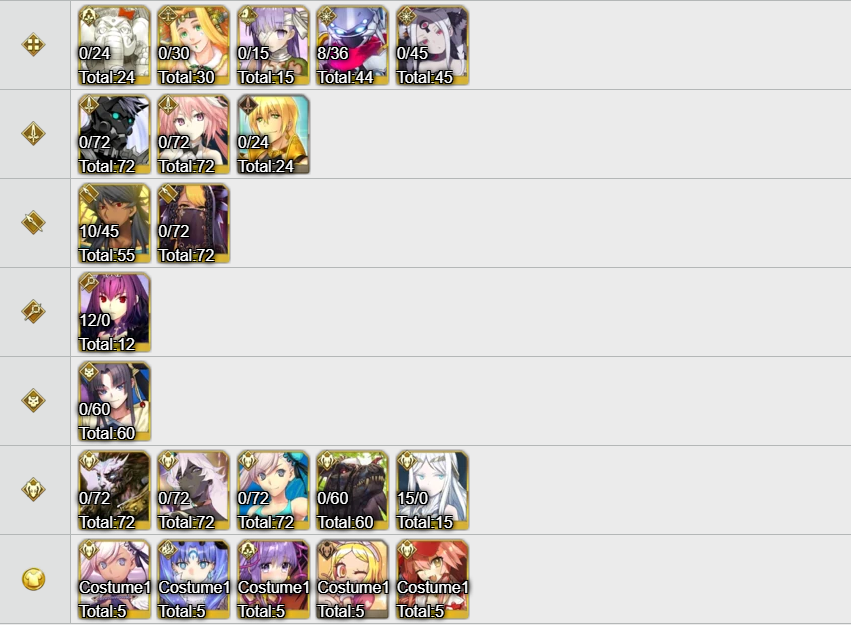 0/24 0/30 0/15 8/36 0/45
Total:24 Total:30 Total:15 Total:44 Total:45
0/72 0/72 0/24
Total:72 Total:72 Total:24
10/45 0/72
Total:55 Total:72
12/0
Total:12
0/60
Total:60
0/72 0/72 0/72 0/60 15/0
Total:72 Total:72 Total:72 Total:60 Total:15
Costume1 Costume1 Costume1 Costume1 Costume1
Total:5 Total:5 Total:5 Total:5 Total:5